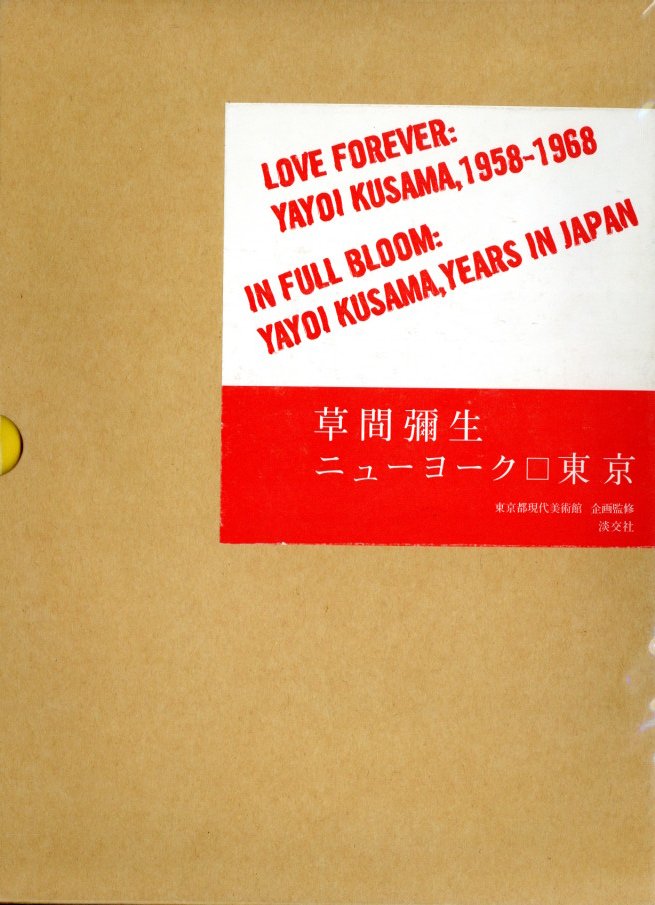 LOVE FOREVER:
YAYOI KUSAMA,1958-1968
IN FULL BLOOM:
YAYOI KUSAMA,YEARS IN JAPAN
草間彌生
ニューヨーク□東京
東京都現代美術館 企画監修
淡交社